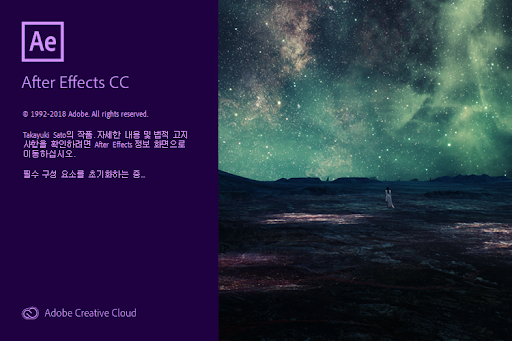 Ae
After Effects CC
© 1992-2018 Adobe. All rights reserved.
Takayuki Sato의 작품. 자세한 내용 및 법적 고지
사항을 확인하려면 After Effects 정보 화면으로
이동하십시오.
필수 구성 요소를 초기화하는 중...
Adobe Creative Cloud